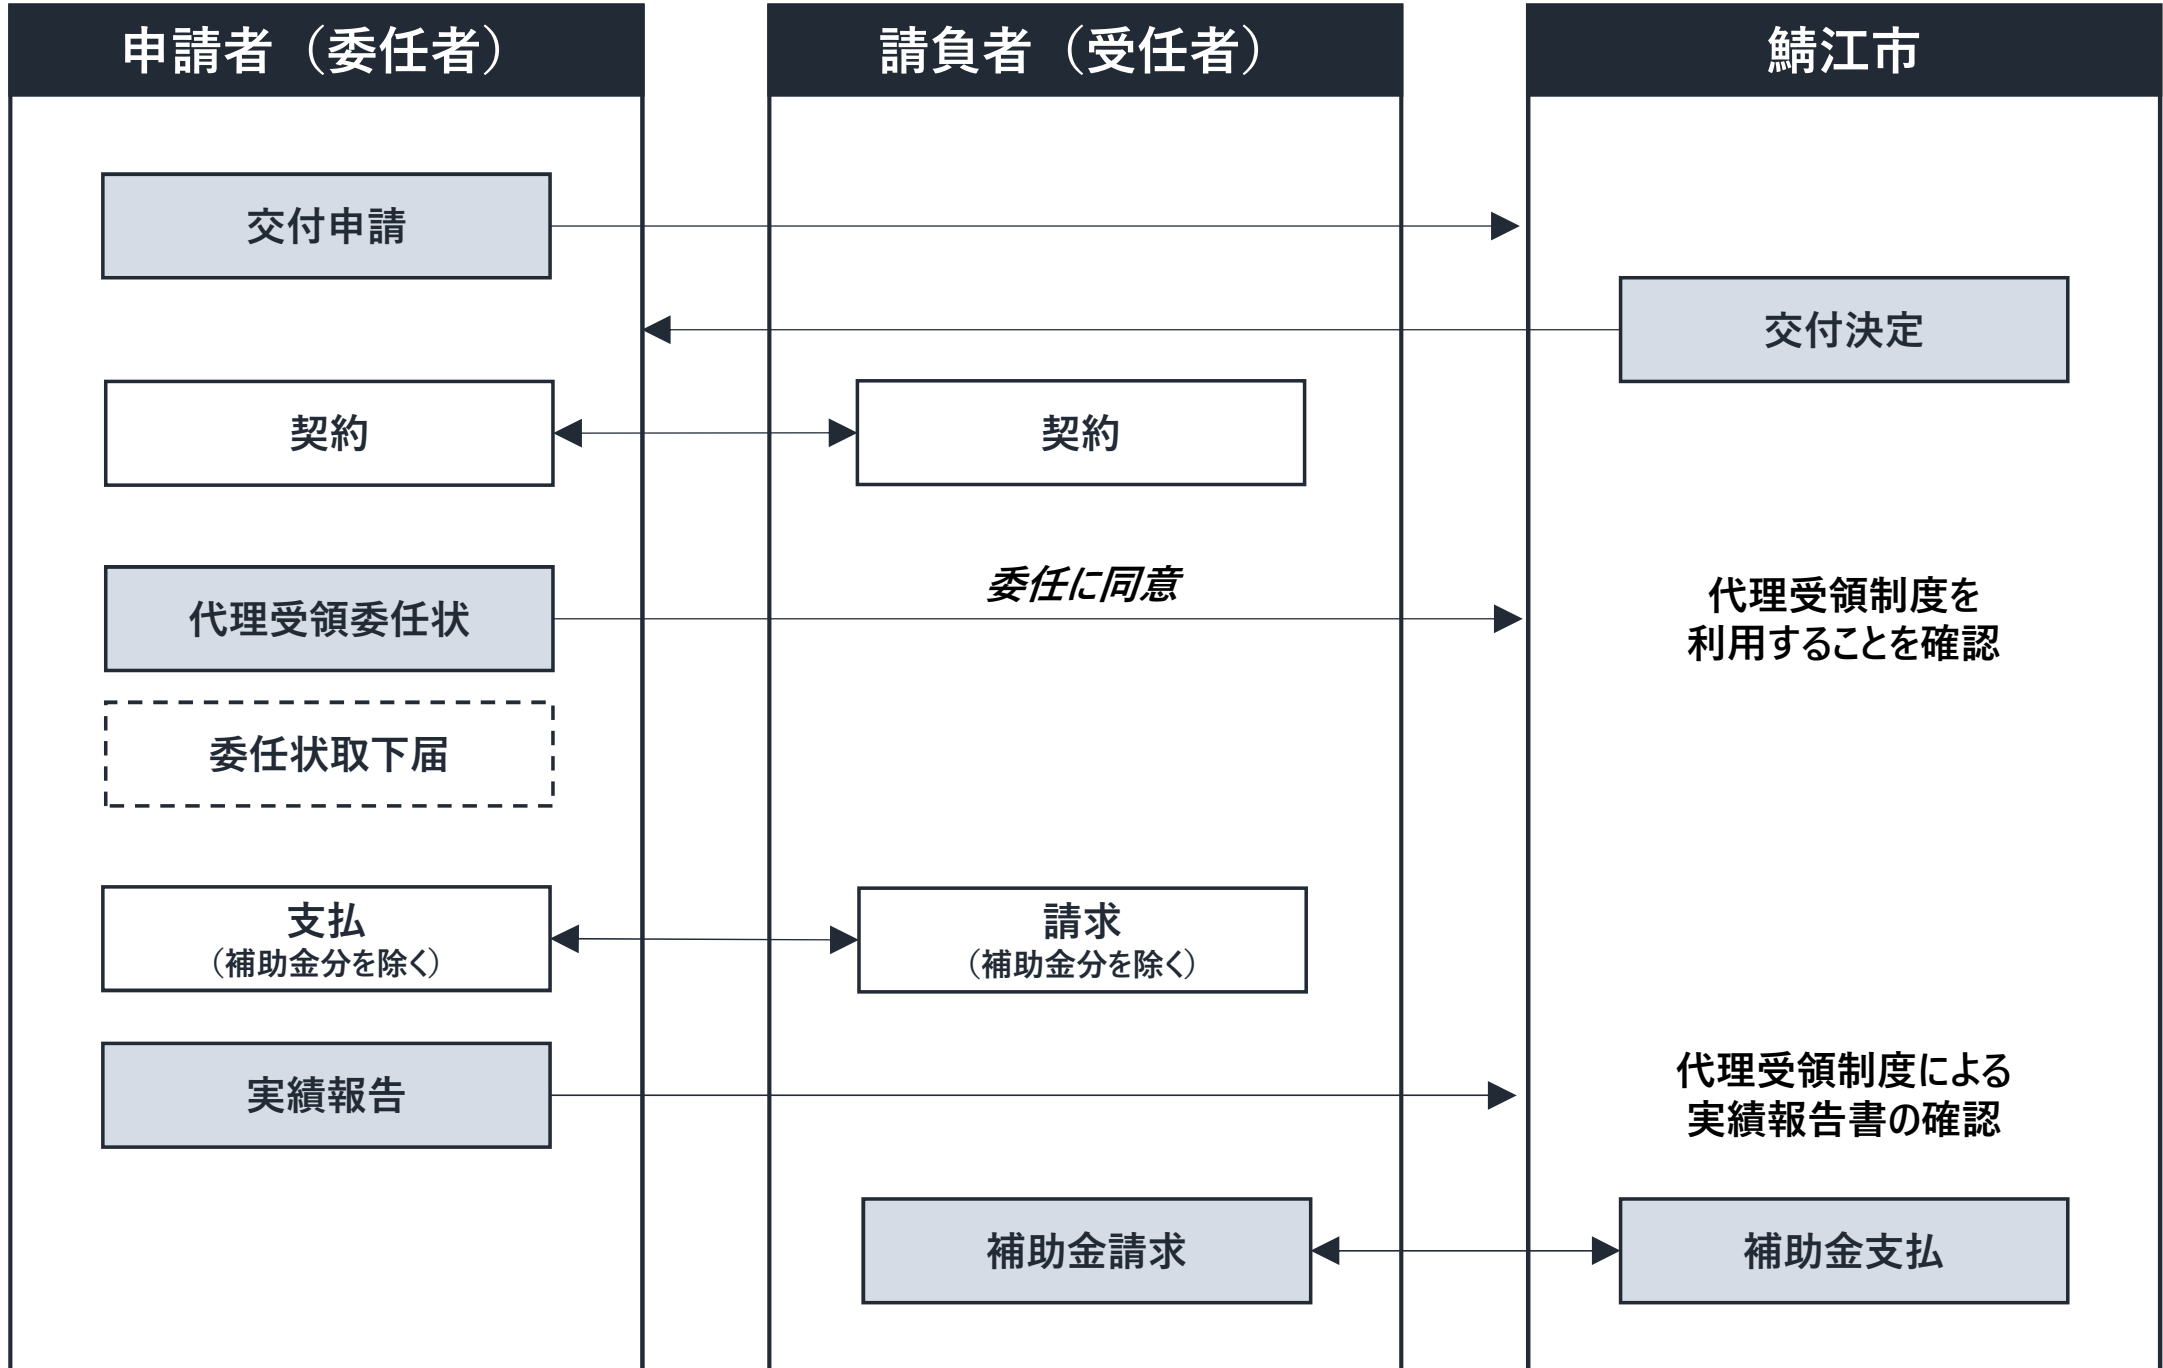 申請者（委任者）
請負者（受任者）
鯖江市
交付申請
交付決定
契約
契約
代理受領委任状
委任に同意
代理受領制度を
利用することを確認
委任状取下届
支払
（補助金分を除く）
請求
（補助金分を除く）
実績報告
代理受領制度による
実績報告書の確認
補助金請求
補助金支払